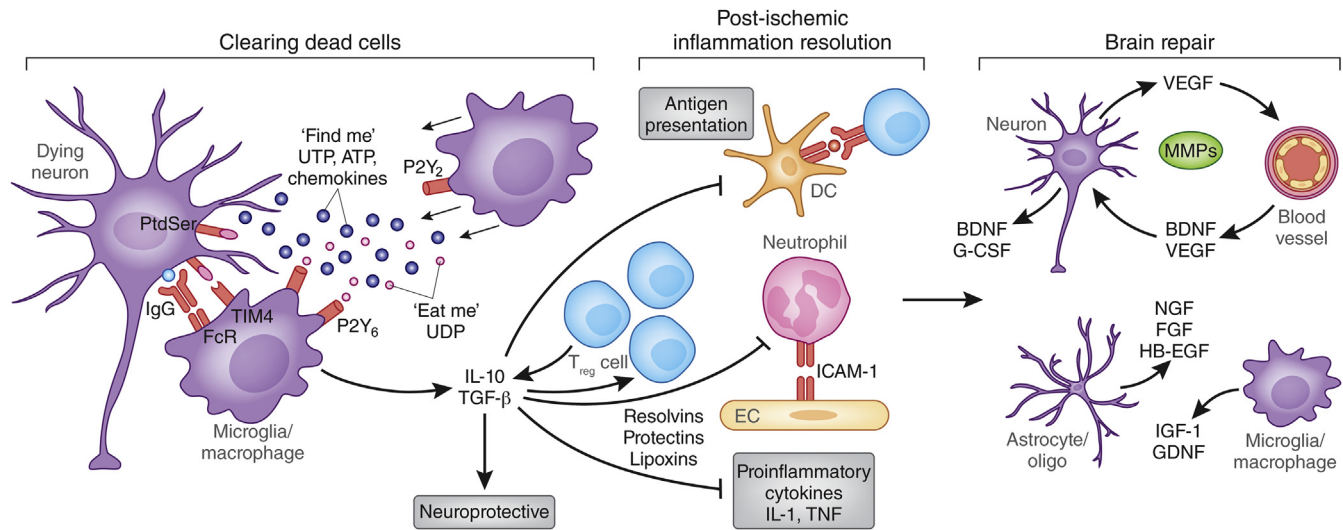 Clearing dead cells
Post-ischemic
inflammation resolution
Brain repair
Dying
neuron
PtdSer
IgG
FcR
TIM4
Microglia/
macrophage
'Find me'
UTP, ATP,
chemokines
P2Y2
P2Y6
'Eat me'
UDP
IL-10
TGF-β
Neuroprotective
Antigen
presentation
DC
Treg cell
Neutrophil
ICAM-1
EC
Resolvins
Protectins
Lipoxins
Proinflammatory
cytokines
IL-1, TNF
Neuron
VEGF
MMPs
Blood
vessel
BDNF
G-CSF
BDNF
VEGF
NGF
FGF
HB-EGF
Astrocyte/
oligo
IGF-1
GDNF
Microglia/
macrophage